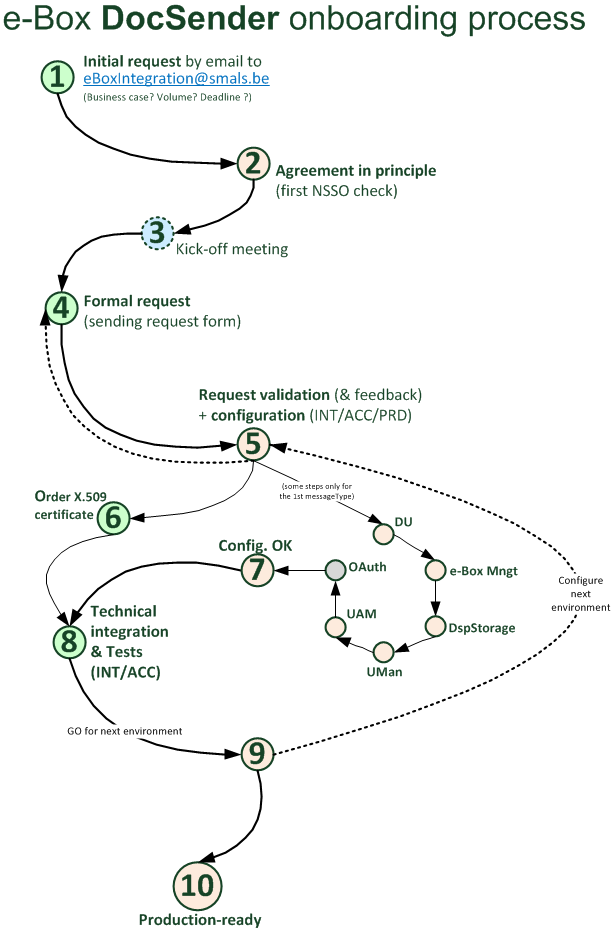 e-Box DocSender onboarding process
1
Initial request by email to
eBoxIntegration@smals.be
(Business case? Volume? Deadline ?)
2
Agreement in principle
(first NSSO check)
3
Kick-off meeting
4
Formal request
(sending request form)
Request validation (& feedback)
+ configuration (INT/ACC/PRD)
5
(some steps only for
the 1st messageType)
Order X.509
certificate
6
DU
Config. OK
7
OAuth
e-Box Mngt
Configure
next
environment
UAM
DspStorage
UMan
8
Technical
integration
& Tests
(INT/ACC)
GO for next environment
9
10
Production-ready